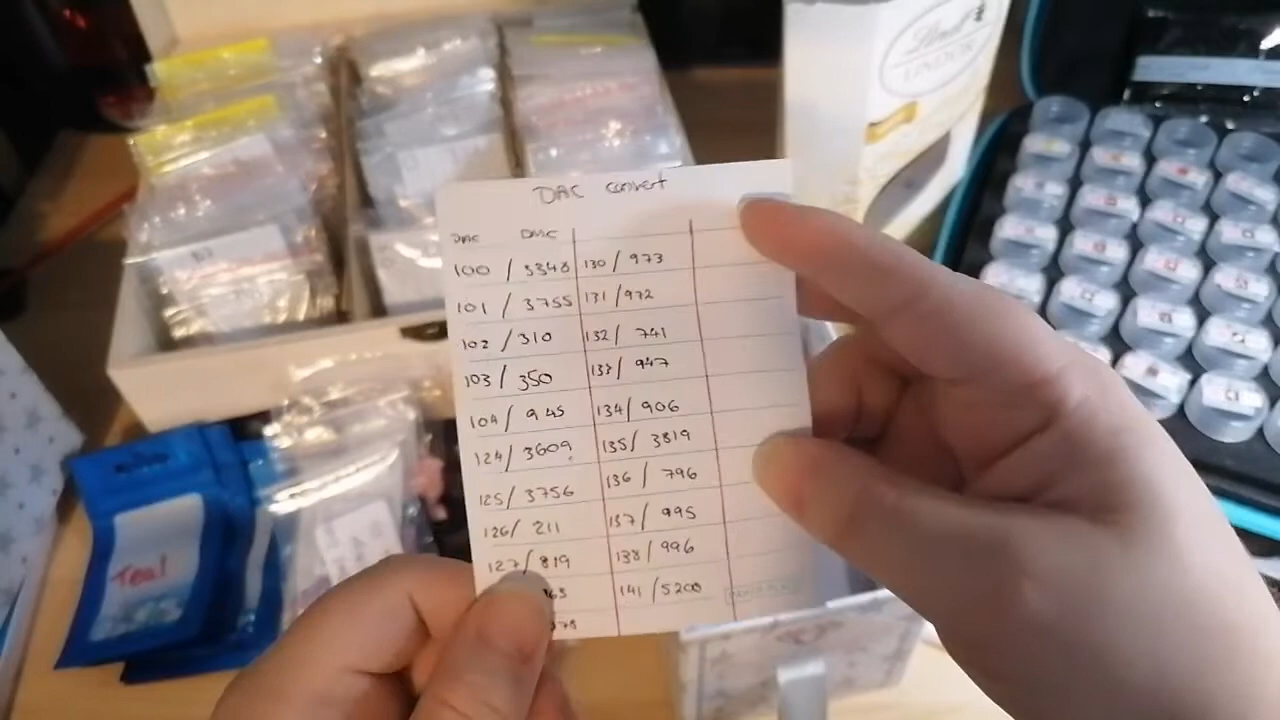 DAC convert
DAC DMC
100 / 3348 130 / 973
101 / 3755 131 / 972
102 / 310 132 / 741
103 / 350 133 / 947
104 / 945 134 / 906
124 / 3609 135 / 3819
125 / 3756 136 / 796
126 / 211 137 / 995
127 / 819 138 / 996
141 / 5200
Teal
Lindt
LINDOR